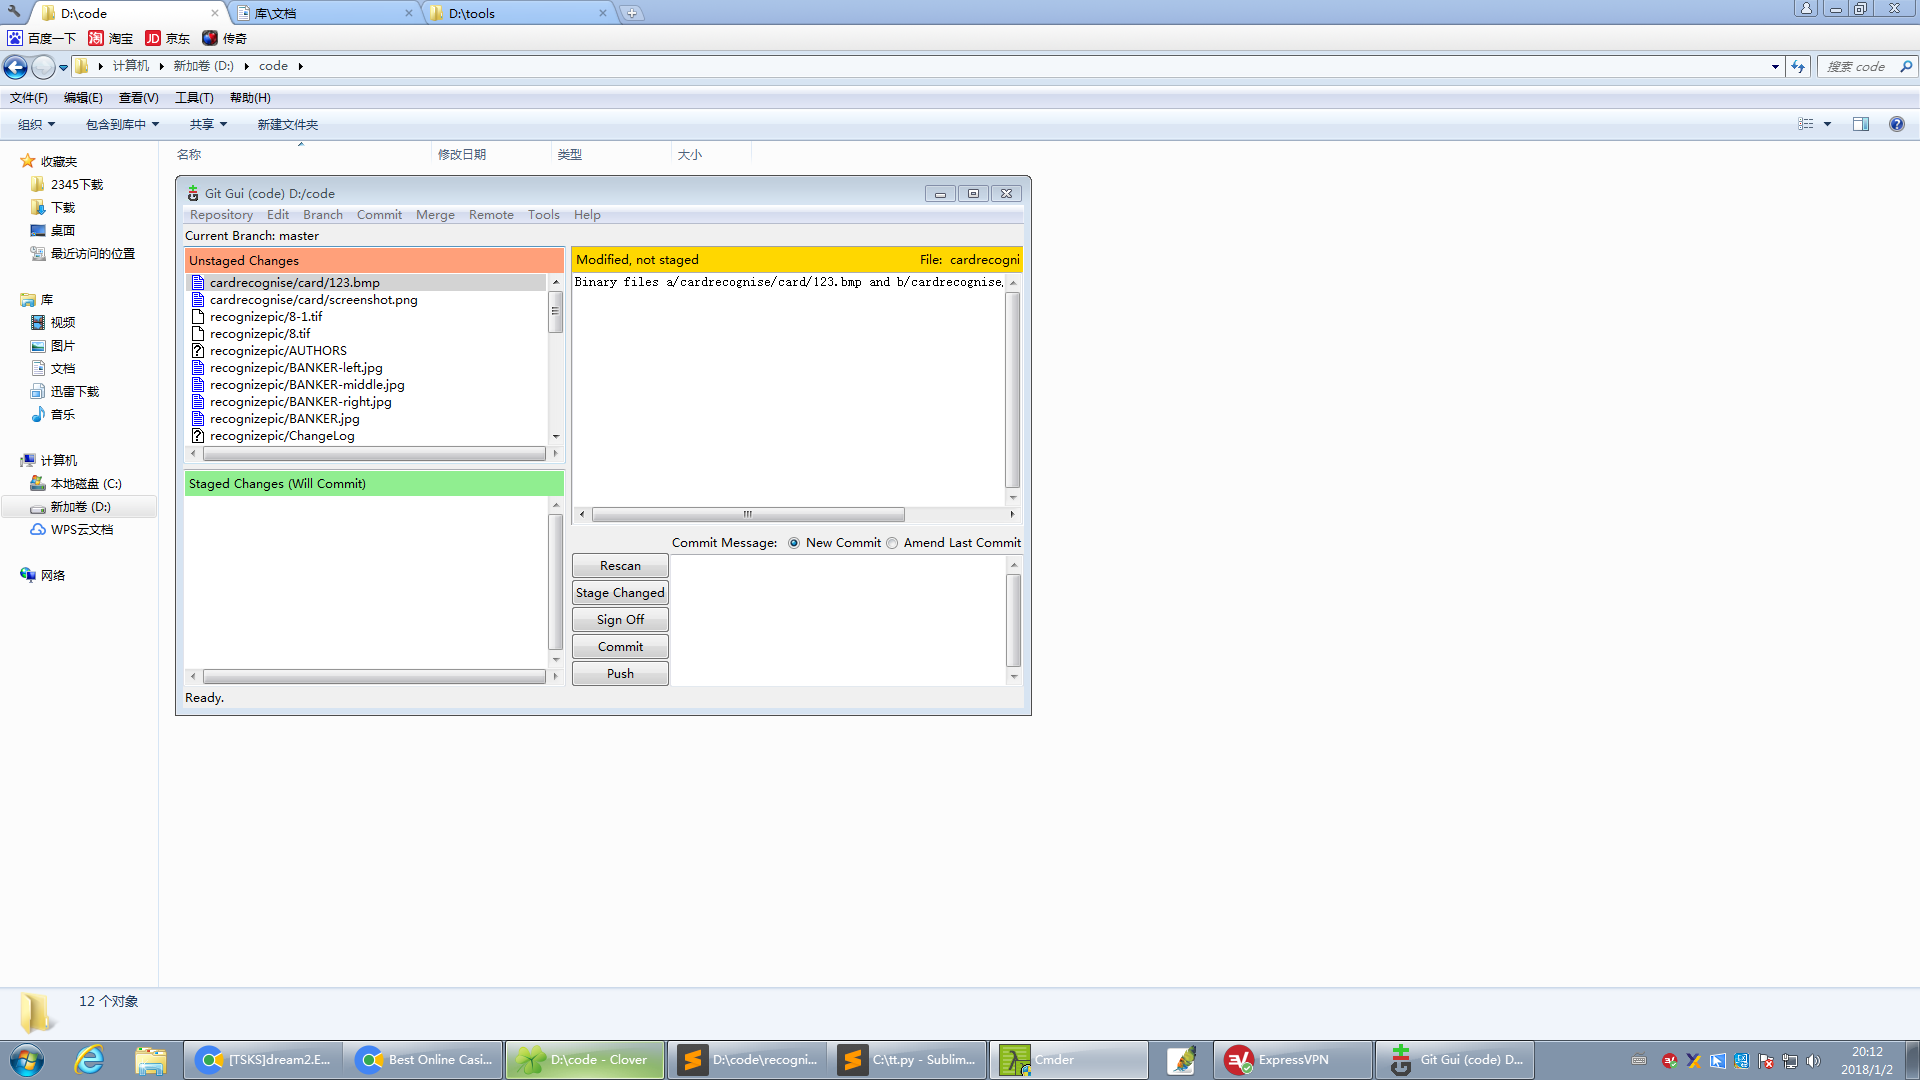 D:\code
库\文档
D:\tools
百度一下
淘宝
JD 京东
传奇
计算机
新加卷 (D:)
code
搜索 code
文件(F)
编辑(E)
查看(V)
工具(T)
帮助(H)
组织
包含到库中
共享
新建文件夹
名称
修改日期
类型
大小
收藏夹
2345下载
下载
桌面
最近访问的位置
库
视频
图片
文档
迅雷下载
音乐
计算机
本地磁盘 (C:)
新加卷 (D:)
WPS云文档
网络
Git Gui (code) D:/code
Repository Edit Branch Commit Merge Remote Tools Help
Current Branch: master
Unstaged Changes
cardrecognise/card/123.bmp
cardrecognise/card/screenshot.png
recognizepic/8-1.tif
recognizepic/8.tif
recognizepic/AUTHORS
recognizepic/BANKER-left.jpg
recognizepic/BANKER-middle.jpg
recognizepic/BANKER-right.jpg
recognizepic/BANKER.jpg
recognizepic/ChangeLog
Staged Changes (Will Commit)
Modified, not staged
File: cardrecogni
Binary files a/cardrecognise/card/123.bmp and b/cardrecognise
Commit Message: New Commit Amend Last Commit
Rescan
Stage Changed
Sign Off
Commit
Push
Ready.
12 个对象
[TSKS]dream2.E...
Best Online Casi...
D:\code - Clover
D:\code\recogni...
C:\tt.py - Sublim...
Cmder
ExpressVPN
Git Gui (code) D...
20:12
2018/1/2